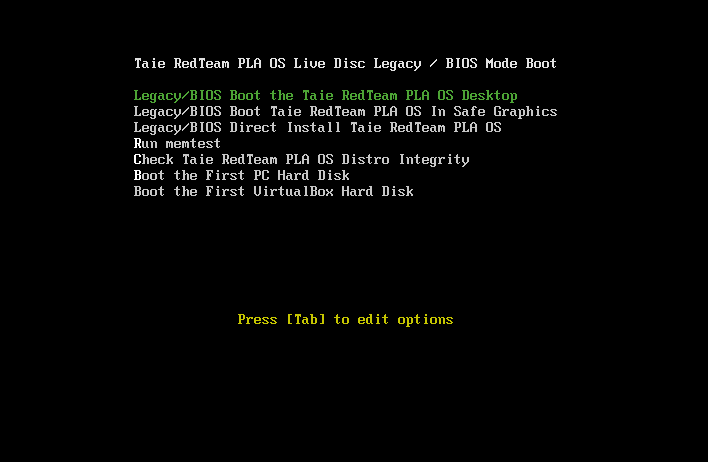 Taie RedTeam PLA OS Live Disc Legacy / BIOS Mode Boot
Legacy/BIOS Boot the Taie RedTeam PLA OS Desktop
Legacy/BIOS Boot Taie RedTeam PLA OS In Safe Graphics
Legacy/BIOS Direct Install Taie RedTeam PLA OS
Run memtest
Check Taie RedTeam PLA OS Distro Integrity
Boot the First PC Hard Disk
Boot the First VirtualBox Hard Disk
Press [Tab] to edit options